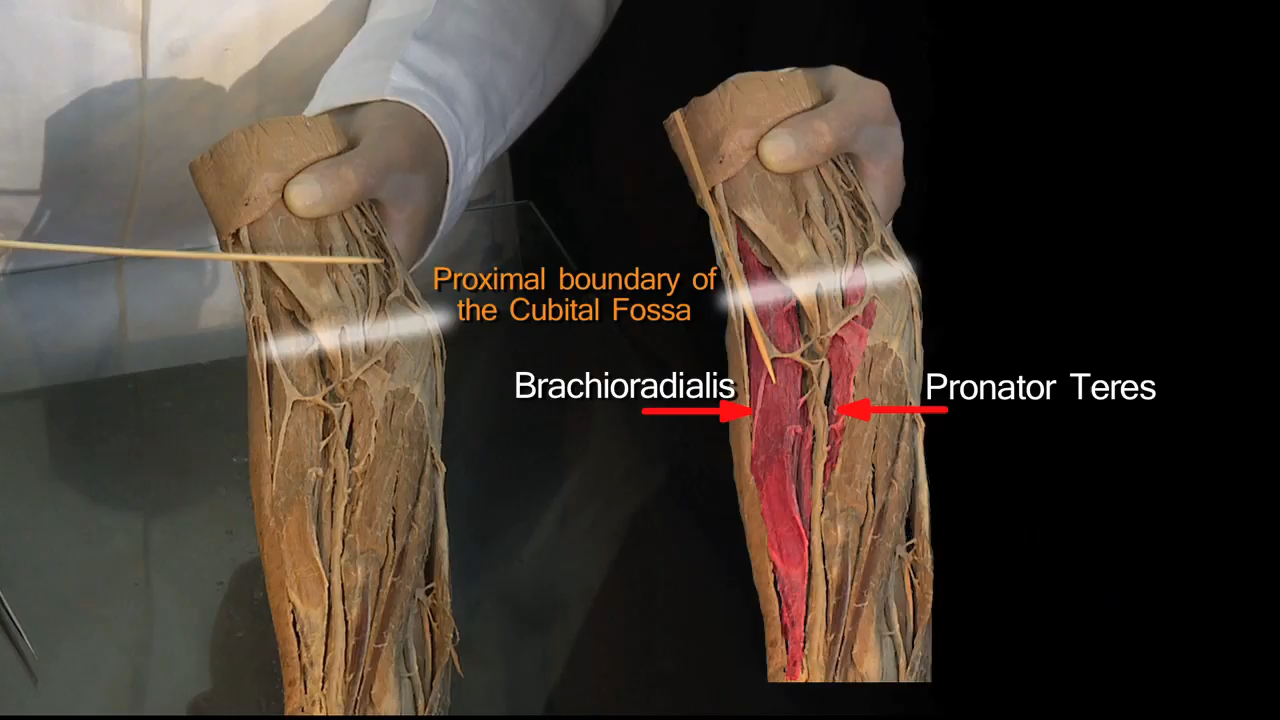 Proximal boundary of
the Cubital Fossa
Brachioradialis
Pronator Teres